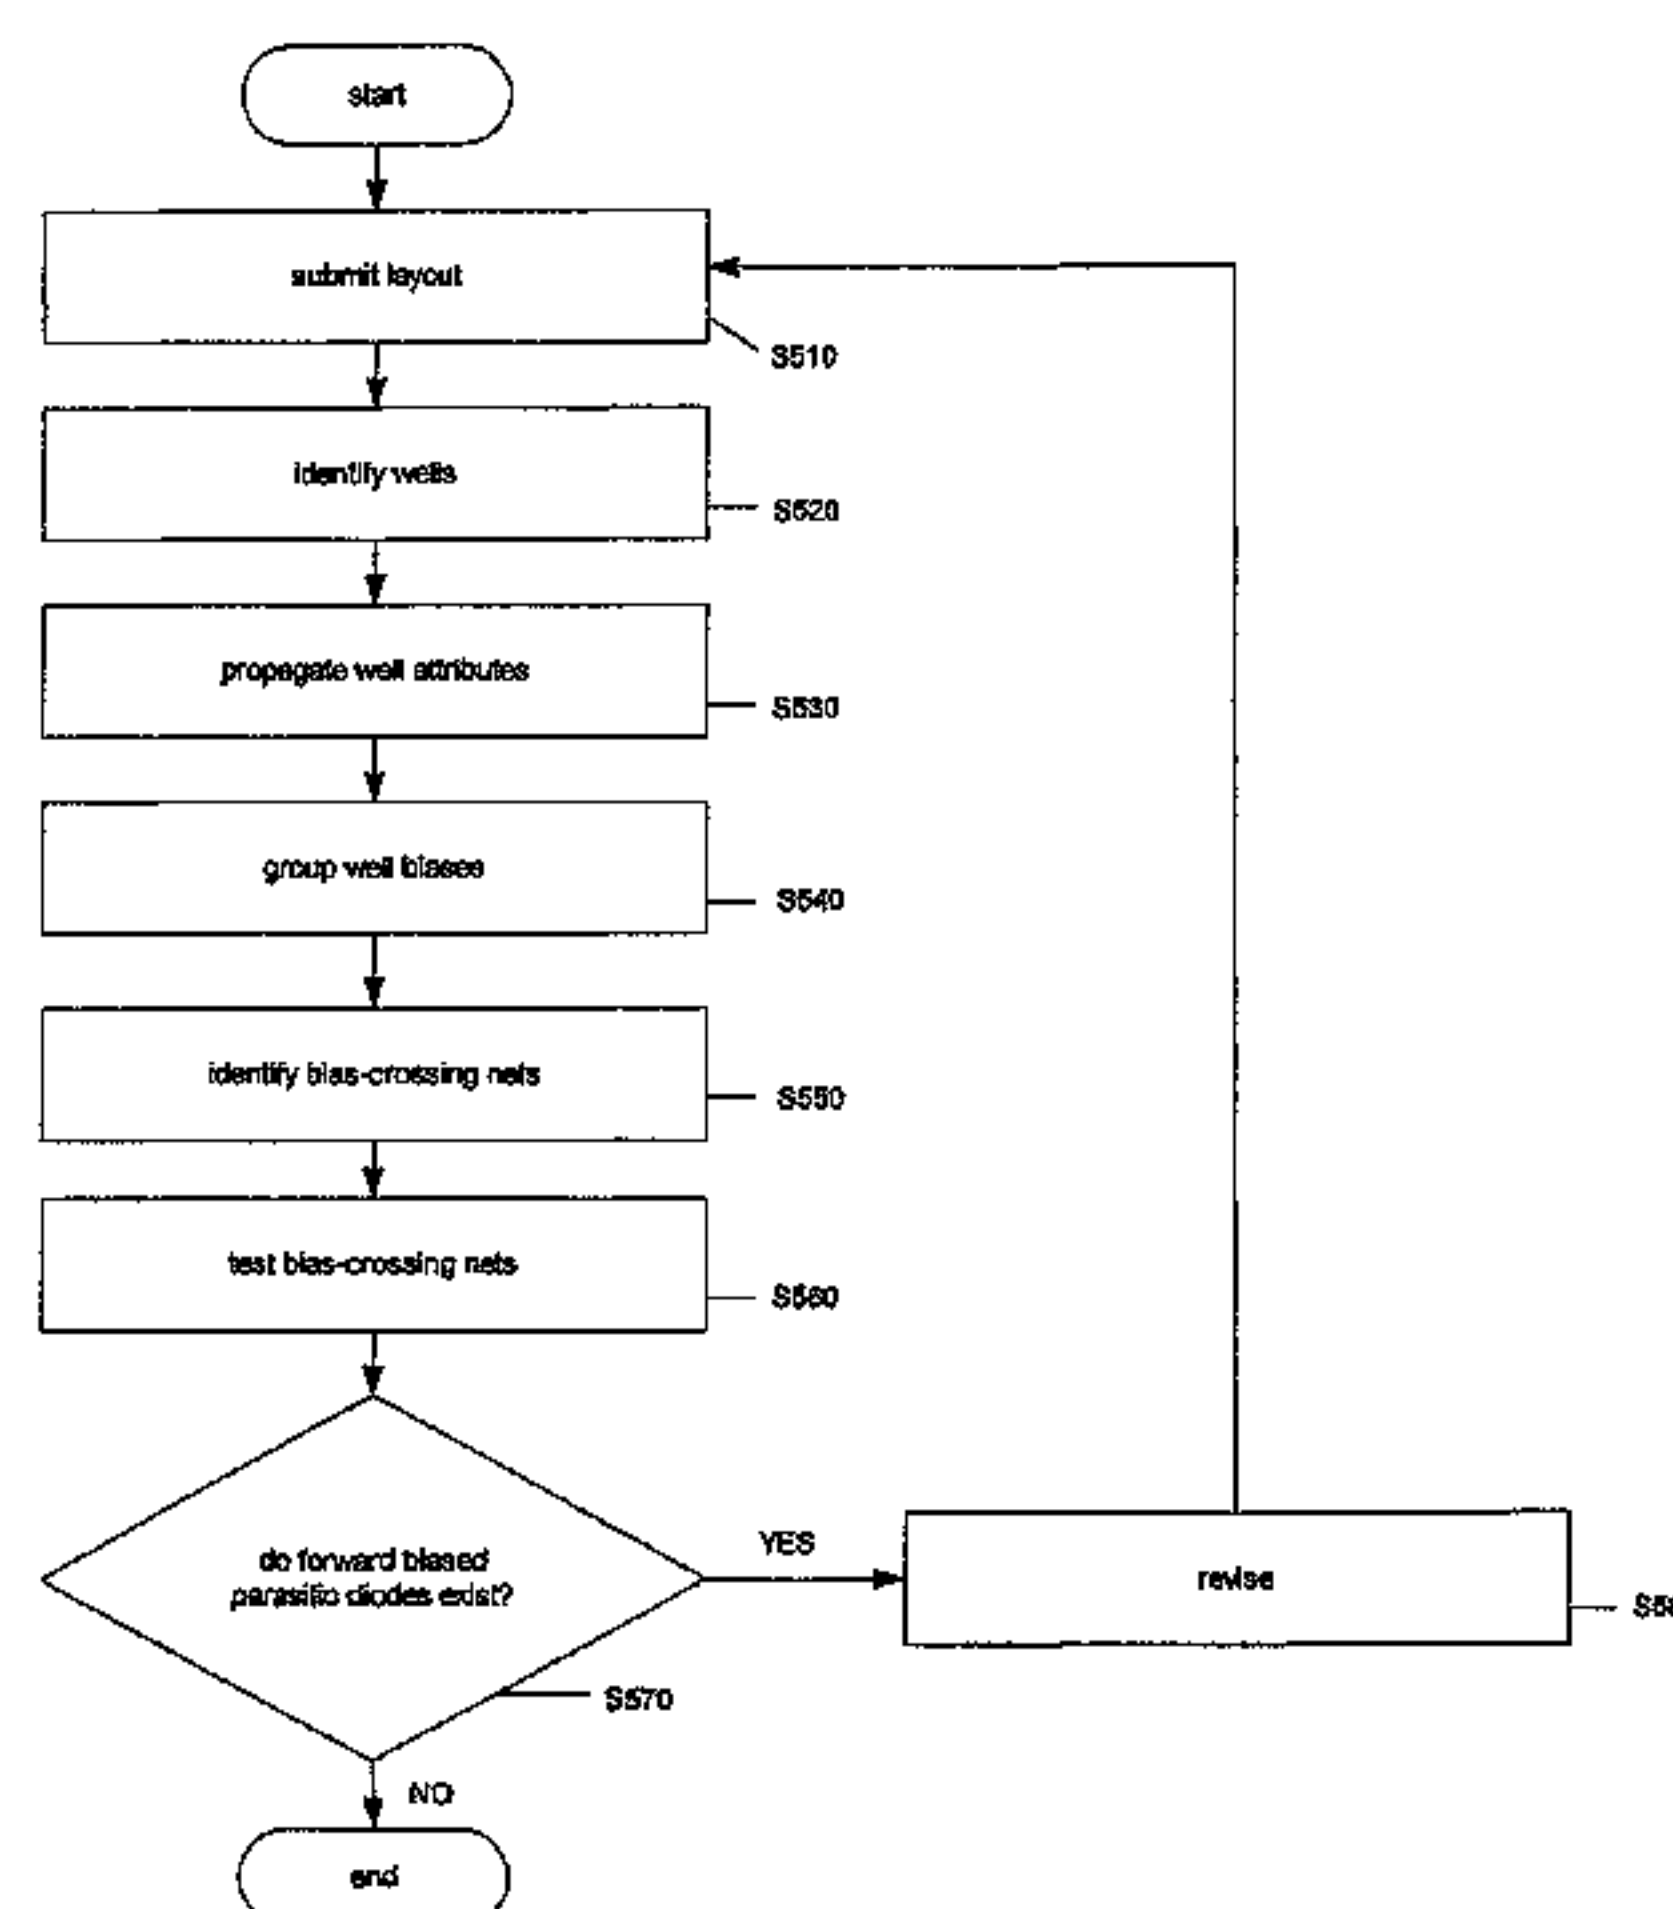 start
submit layout
S510
identify wells
S520
propagate well attributes
S530
group well biases
S540
identify bias-crossing nets
S550
test bias-crossing nets
S560
do forward biased
parasitic diodes exist?
YES
revise
S570
NO
end